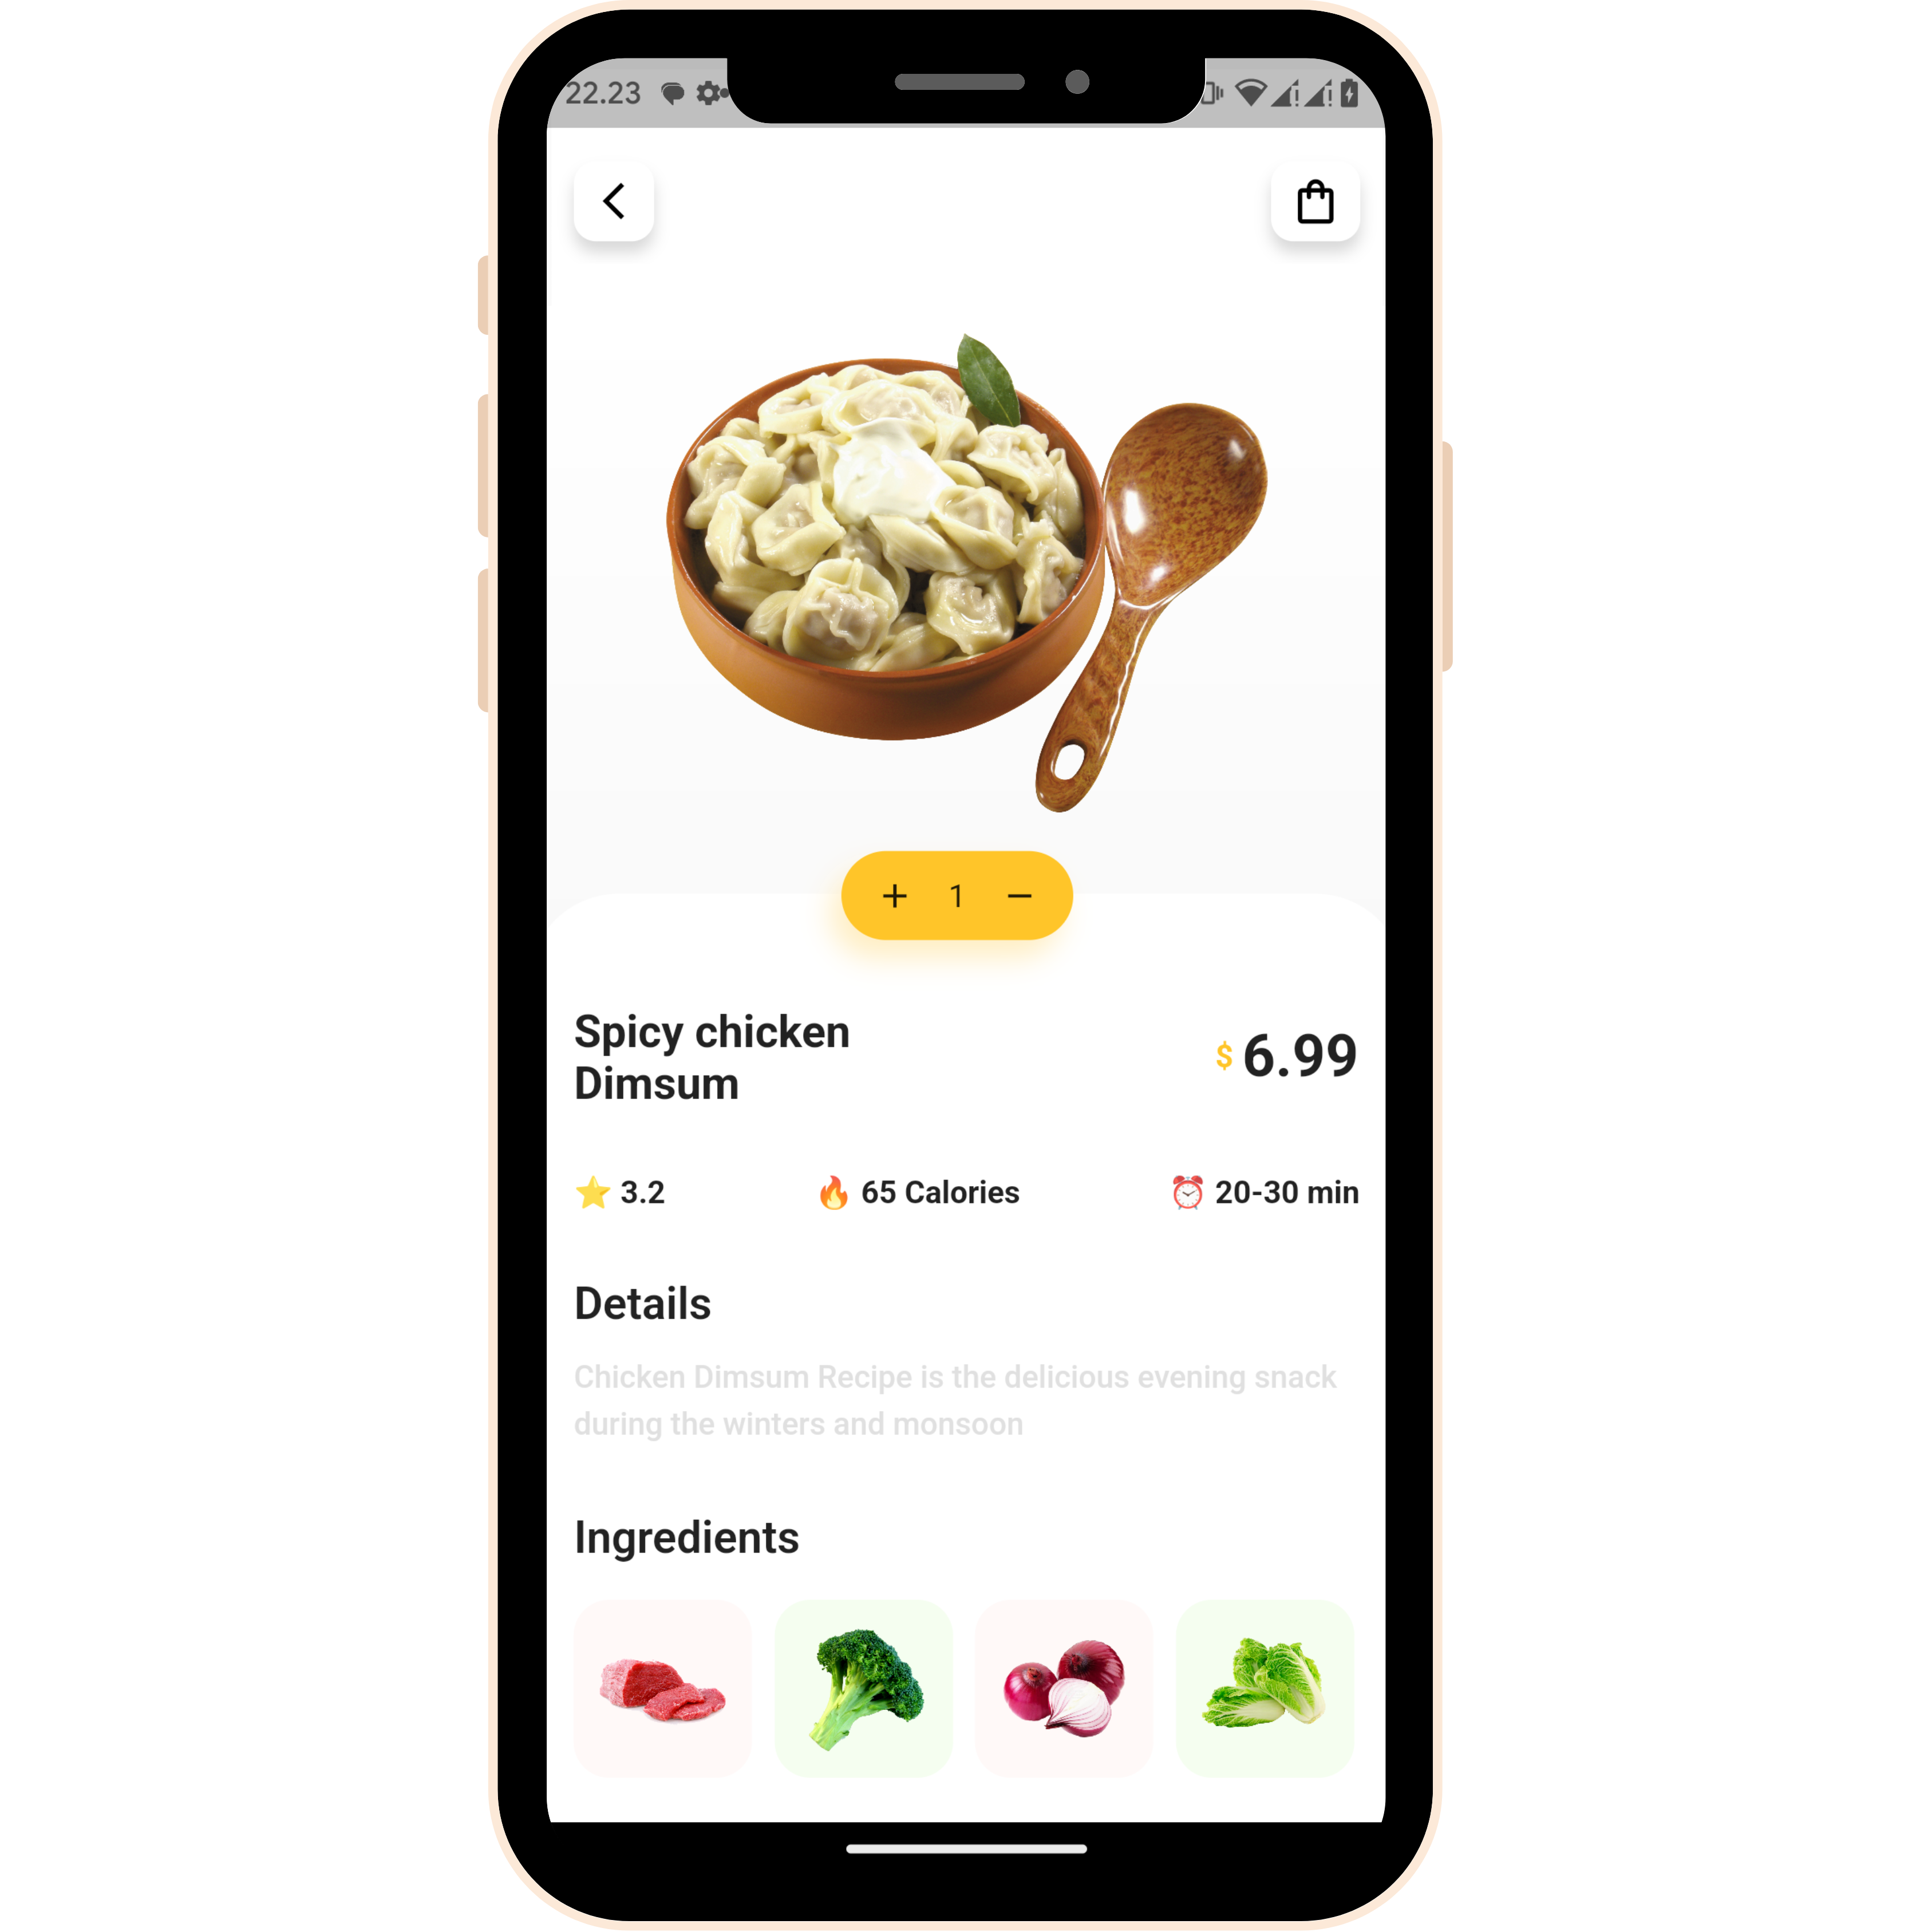 22.23
+ 1 −
Spicy chicken
Dimsum
$ 6.99
⭐ 3.2
🔥 65 Calories
⏰ 20-30 min
Details
Chicken Dimsum Recipe is the delicious evening snack
during the winters and monsoon
Ingredients